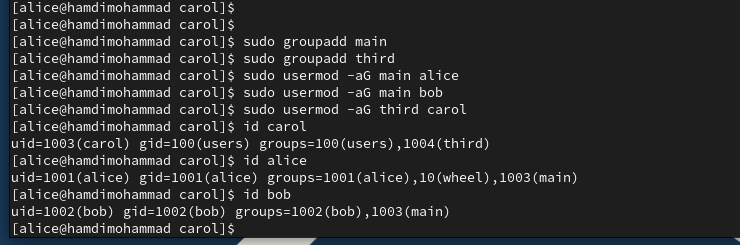 [alice@hamdimohammad carol]$
[alice@hamdimohammad carol]$
[alice@hamdimohammad carol]$ sudo groupadd main
[alice@hamdimohammad carol]$ sudo groupadd third
[alice@hamdimohammad carol]$ sudo usermod -aG main alice
[alice@hamdimohammad carol]$ sudo usermod -aG main bob
[alice@hamdimohammad carol]$ sudo usermod -aG third carol
[alice@hamdimohammad carol]$ id carol
uid=1003(carol) gid=100(users) groups=100(users),1004(third)
[alice@hamdimohammad carol]$ id alice
uid=1001(alice) gid=1001(alice) groups=1001(alice),10(wheel),1003(main)
[alice@hamdimohammad carol]$ id bob
uid=1002(bob) gid=1002(bob) groups=1002(bob),1003(main)
[alice@hamdimohammad carol]$